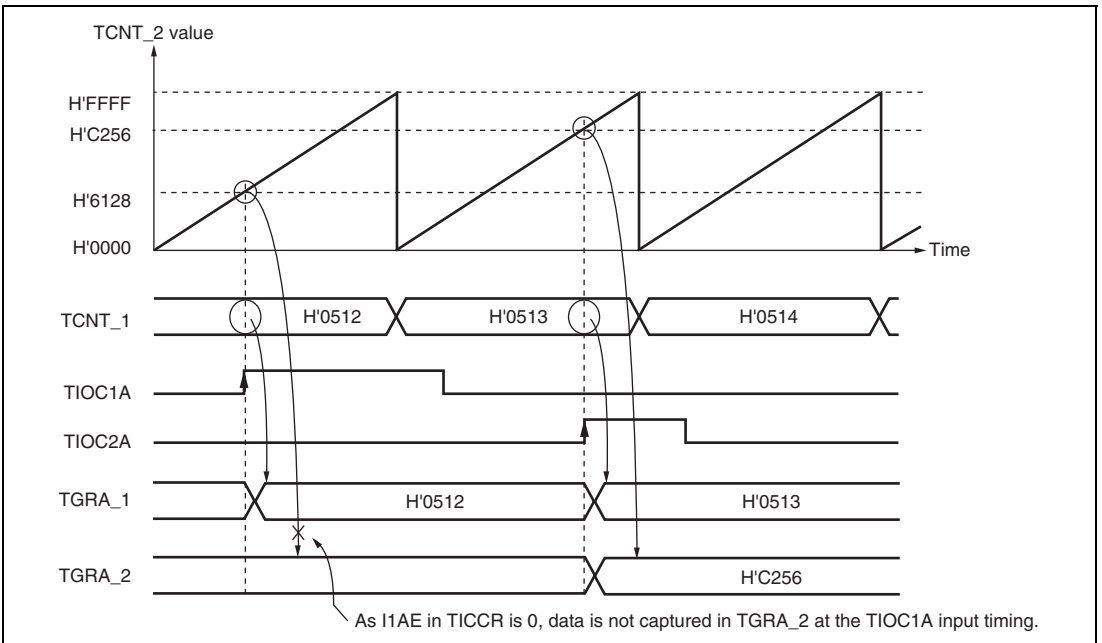 TCNT_2 value
H'FFFF
H'C256
H'6128
H'0000
Time
TCNT_1
H'0512
H'0513
H'0514
TIOC1A
TIOC2A
TGRA_1
H'0512
H'0513
TGRA_2
H'C256
As I1AE in TICCR is 0, data is not captured in TGRA_2 at the TIOC1A input timing.